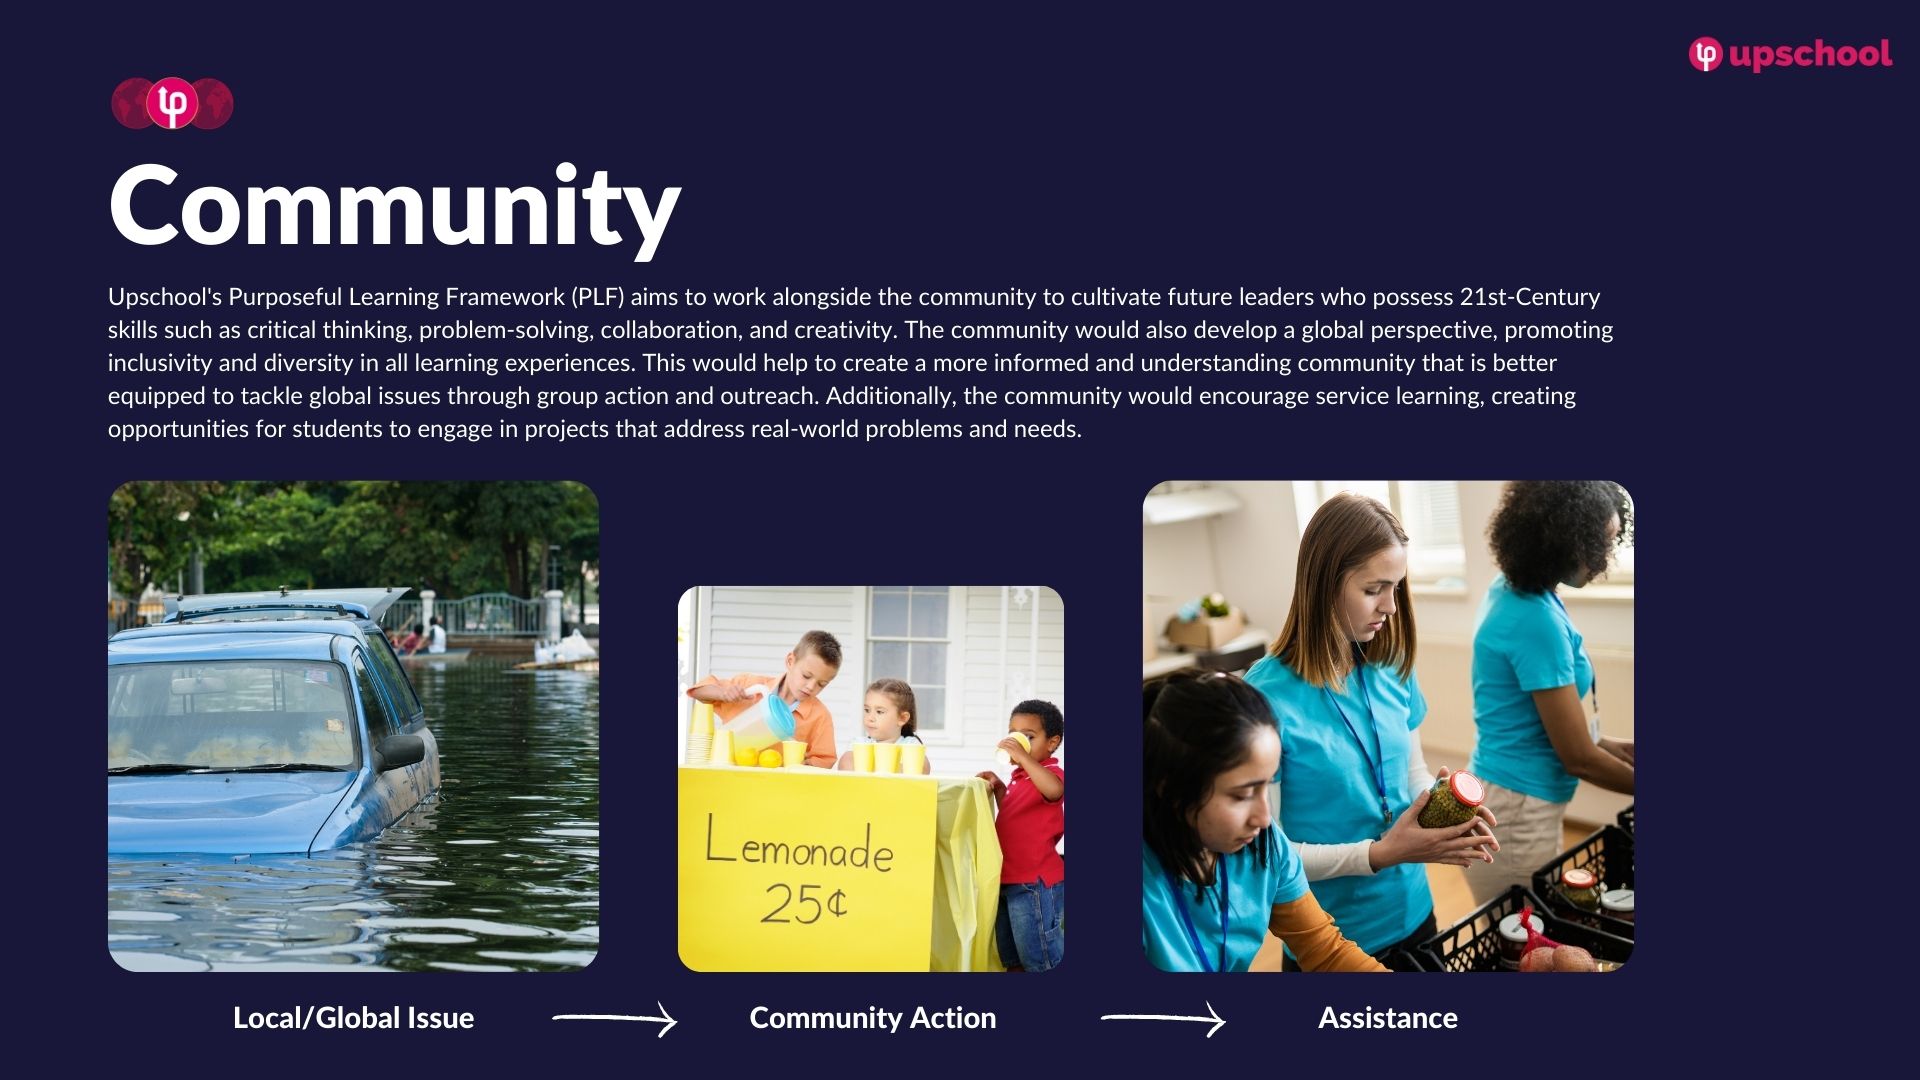 upschool
Community
Upschool's Purposeful Learning Framework (PLF) aims to work alongside the community to cultivate future leaders who possess 21st-Century
skills such as critical thinking, problem-solving, collaboration, and creativity. The community would also develop a global perspective, promoting
inclusivity and diversity in all learning experiences. This would help to create a more informed and understanding community that is better
equipped to tackle global issues through group action and outreach. Additionally, the community would encourage service learning, creating
opportunities for students to engage in projects that address real-world problems and needs.
Lemonade
25¢
Local/Global Issue
Community Action
Assistance